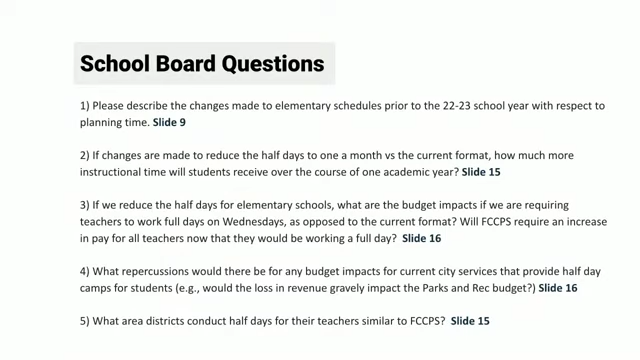 School Board Questions
1) Please describe the changes made to elementary schedules prior to the 22-23 school year with respect to
planning time. Slide 9
2) If changes are made to reduce the half days to one a month vs the current format, how much more
instructional time will students receive over the course of one academic year? Slide 15
3) If we reduce the half days for elementary schools, what are the budget impacts if we are requiring
teachers to work full days on Wednesdays, as opposed to the current format? Will FCCPS require an increase
in pay for all teachers now that they would be working a full day? Slide 16
4) What repercussions would there be for any budget impacts for current city services that provide half day
camps for students (e.g., would the loss in revenue gravely impact the Parks and Rec budget?) Slide 16
5) What area districts conduct half days for their teachers similar to FCCPS? Slide 15